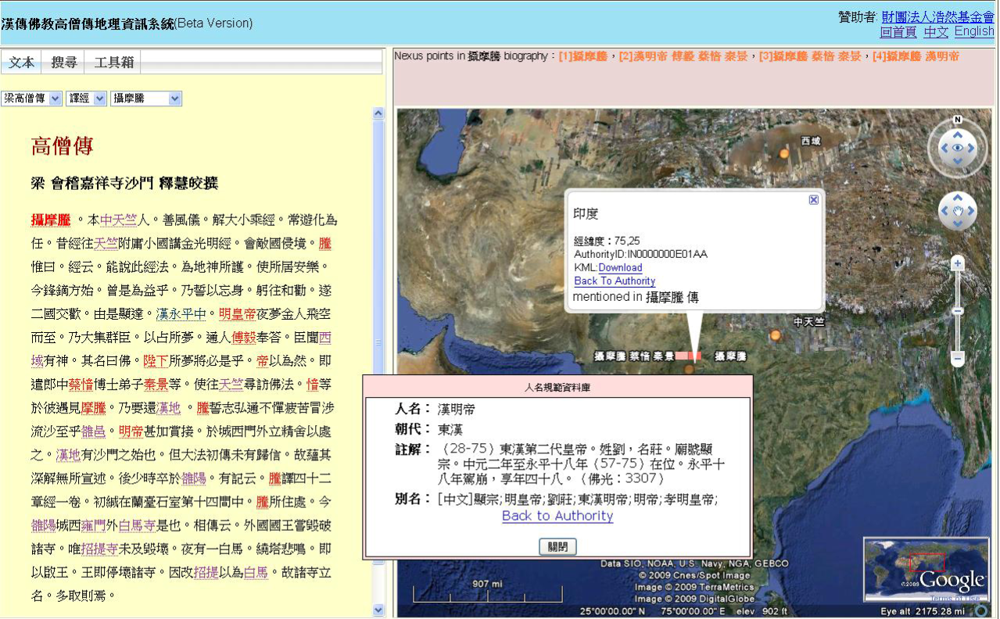 漢傳佛教高僧傳地理資訊系統(Beta Version)
贊助者: 財團法人浩然基金會
回首頁 中文 English
文本 搜尋 工具箱
梁高僧傳 譯經 攝摩騰
高僧傳
梁 會稽嘉祥寺沙門 釋慧皎撰
攝摩騰 。本中天竺人。善風儀。解大小乘經。常遊化為
任。昔經往天竺附庸小國講金光明經。會敵國侵境。騰
惟曰。經云。能說此經法。為地神所護。使所居安樂。
今鋒鏑方始。曾是為益乎。乃誓以忘身。躬往和勸。遂
二國交歡。由是顯達。漢永平中。明皇帝夜夢金人飛空
而至。乃大集群臣。以占所夢。通人傅毅奉答。臣聞西
域有神。其名曰佛。陛下所夢將必是乎。帝以為然。即
遣郎中蔡愔博士弟子秦景等。使往天竺尋訪佛法。愔等
於彼遇見摩騰。乃要還漢地 。騰誓志弘通不憚疲苦冒涉
流沙至乎雒邑。明帝甚加賞接。於城西門外立精舍以處
之。漢地有沙門之始也。但大法初傳未有歸信。故蘊其
深解無所宣述。後少時卒於雒陽。有記云。騰譯四十二
章經一卷。初緘在蘭臺石室第十四間中。騰所住處。今
雒陽城西雍門外白馬寺是也。相傳云。外國國王嘗毀破
諸寺。唯招提寺未及毀壞。夜有一白馬。繞塔悲鳴。即
以啟王。王即停壞諸寺。因改招提以為白馬。故諸寺立
名。多取則焉。
Nexus points in 攝摩騰 biography：[1]攝摩騰，[2]漢明帝 傅毅 蔡愔 秦景，[3]攝摩騰 蔡愔 秦景，[4]攝摩騰 漢明帝
N
西域
印度
經緯度：75,25
AuthorityID:IN0000000E01AA
KML:Download
Back To Authority
mentioned in 攝摩騰 傳
中天竺
攝摩騰 蔡愔 秦景 攝摩騰
人名規範資料庫
人名： 漢明帝
朝代： 東漢
註解： （28-75）東漢第二代皇帝。姓劉，名莊。廟號顯
宗。中元二年至永平十八年（57-75）在位。永平十
八年駕崩，享年四十八。（佛光：3307）
別名： [中文]顯宗;明皇帝;劉莊;東漢明帝;明帝;孝明皇帝;
Back to Authority
關閉
Data SIO, NOAA, U.S. Navy, NGA, GEBCO
© 2009 Cnes/Spot Image
Image © 2009 TerraMetrics
Image © 2009 DigitalGlobe
907 mi
25°00'00.00" N 75°00'00.00" E elev 902 ft
©2009 Google
Terms of Use
Eye alt 2175.28 mi